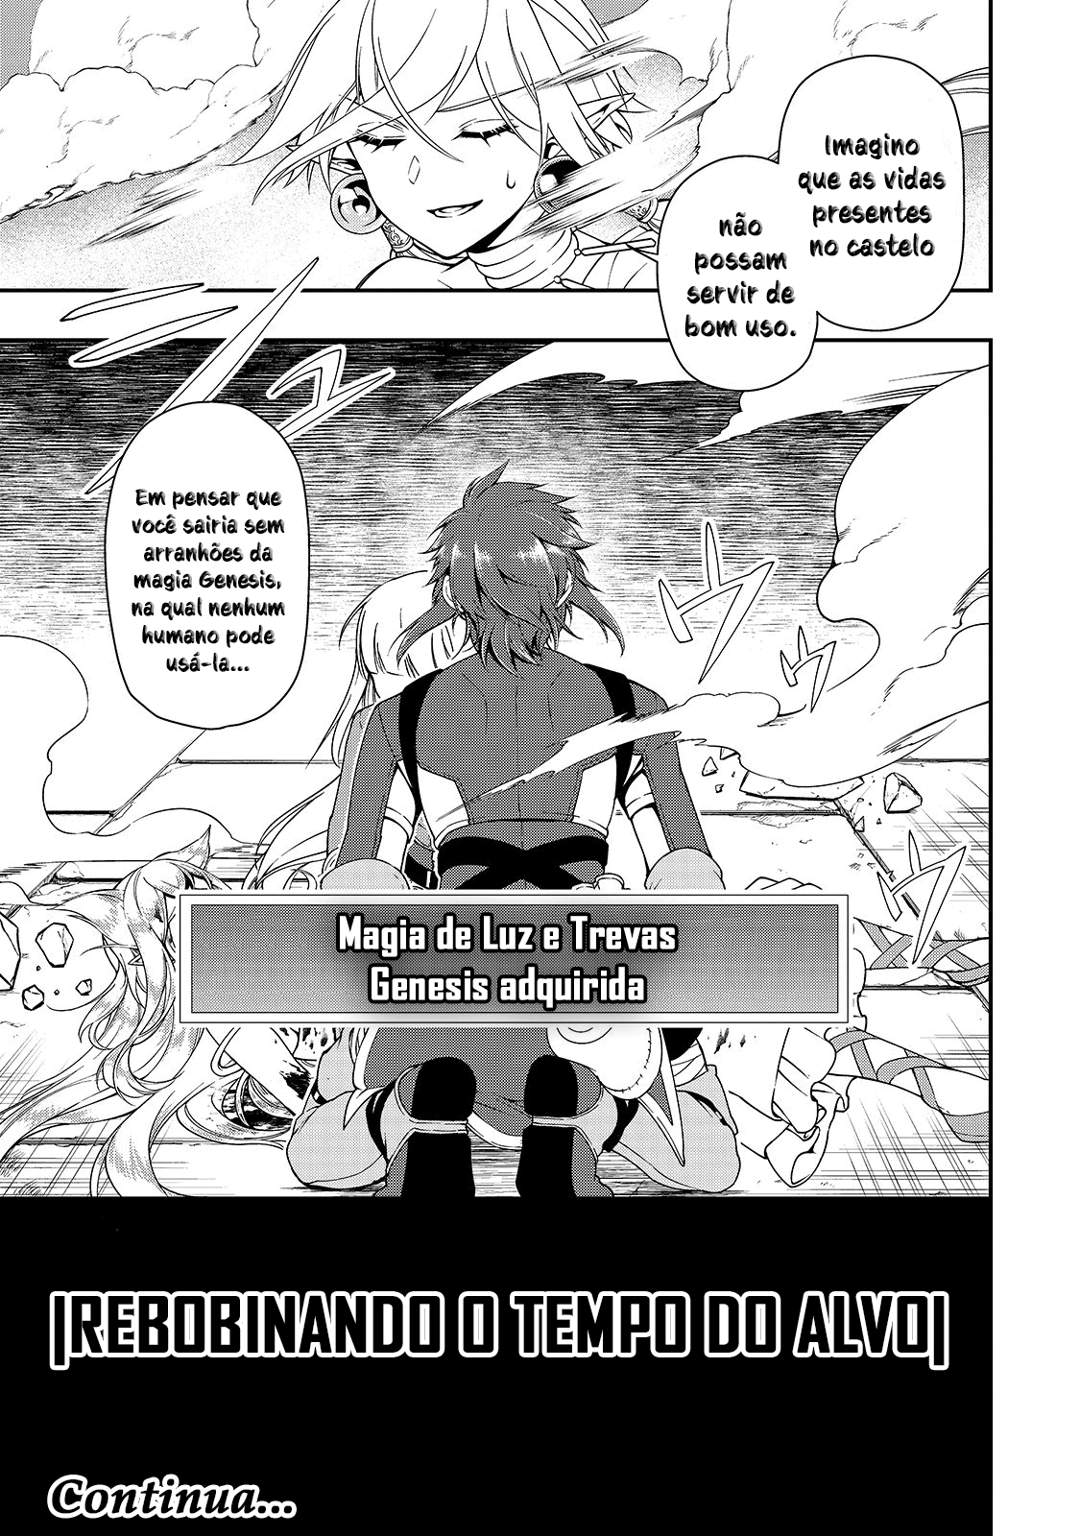 Imagino
que as vidas
presentes
no castelo
não
possam
servir de
bom uso.
Em pensar que
você sairia sem
arranhões da
magia Genesis,
na qual nenhum
humano pode
usá-la...
Magia de Luz e Trevas
Genesis adquirida
|REBOBINANDO O TEMPO DO ALVO|
Continua...